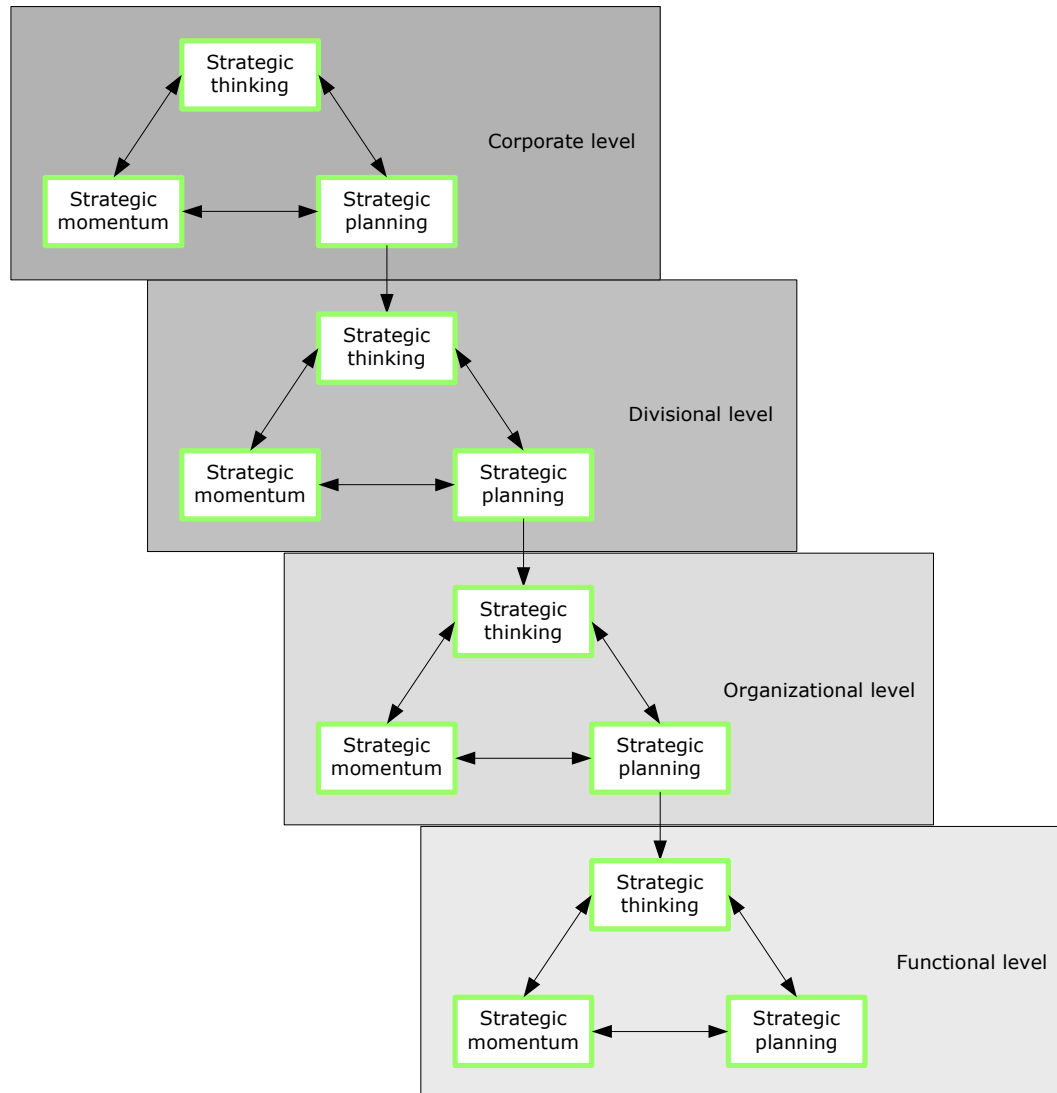 Strategic
thinking
Corporate level
Strategic
momentum
Strategic
planning
Strategic
thinking
Divisional level
Strategic
momentum
Strategic
planning
Strategic
thinking
Organizational level
Strategic
momentum
Strategic
planning
Strategic
thinking
Functional level
Strategic
momentum
Strategic
planning